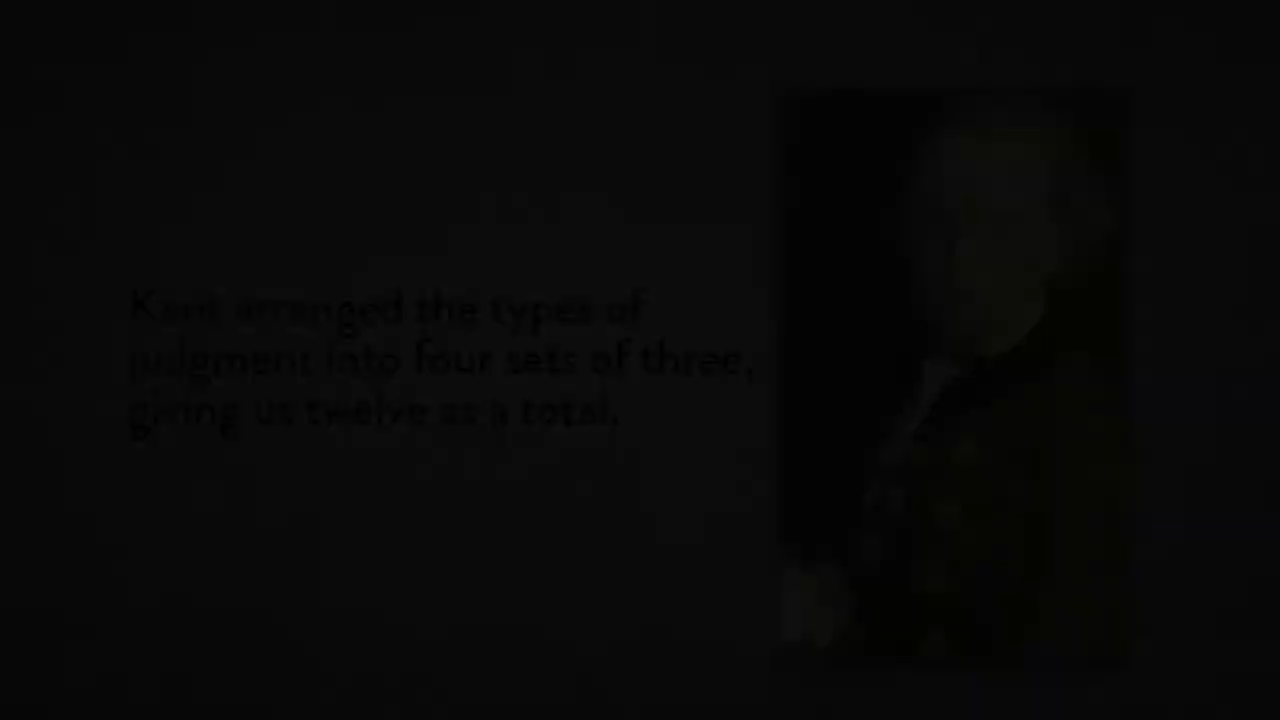 Kant arranged the types of
judgment into four sets of three,
giving us twelve as a total.